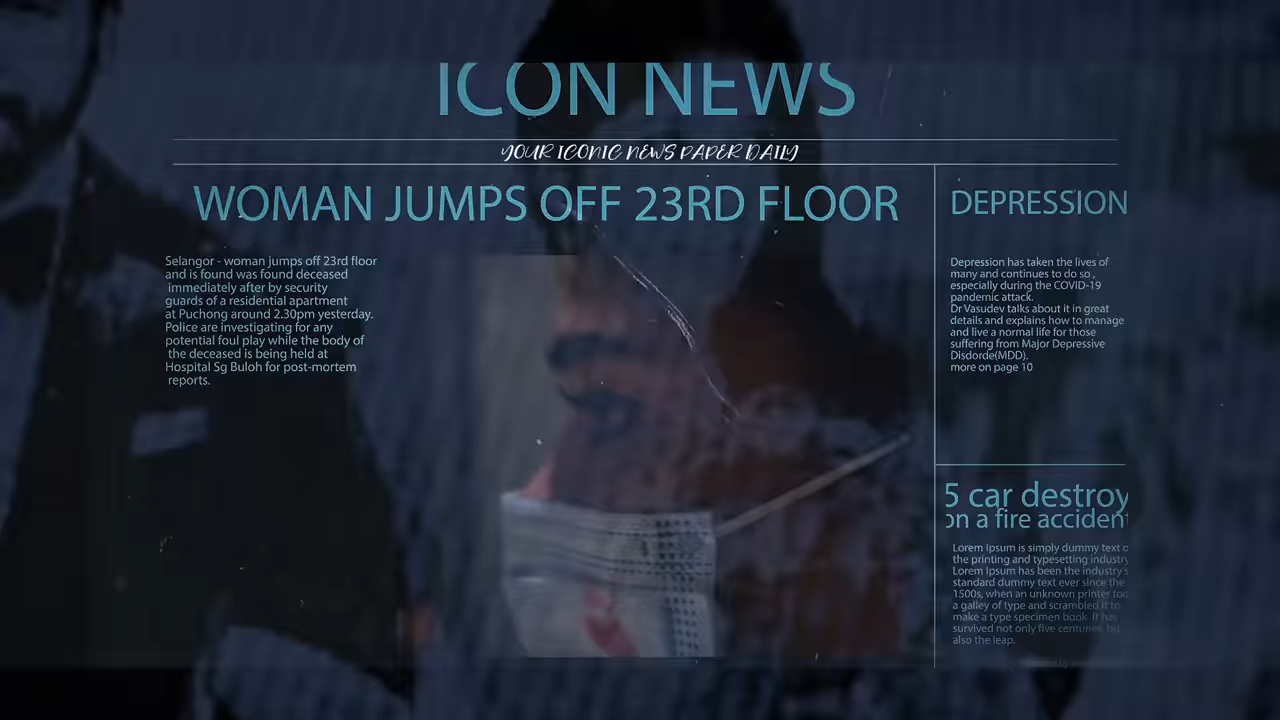 ICON NEWS
YOUR ICONIC NEWS PAPER DAILY
WOMAN JUMPS OFF 23RD FLOOR
Selangor - woman jumps off 23rd floor
and is found was found deceased
immediately after by security
guards of a residential apartment
at Puchong around 2.30pm yesterday.
Police are investigating for any
potential foul play while the body of
the deceased is being held at
Hospital Sg Buloh for post-mortem
reports.
DEPRESSION
Depression has taken the lives of
many and continues to do so ,
especially during the COVID-19
pandemic attack.
Dr Vasudev talks about it in great
details and explains how to manage
and live a normal life for those
suffering from Major Depressive
Disdorde(MDD).
more on page 10
5 car destroy
on a fire accident
Lorem Ipsum is simply dummy text o
the printing and typesetting industry
Lorem Ipsum has been the industry's
standard dummy text ever since the
1500s, when an unknown printer too
a galley of type and scrambled it to
make a type specimen book. It has
survived not only five centuries, bu
also the leap.